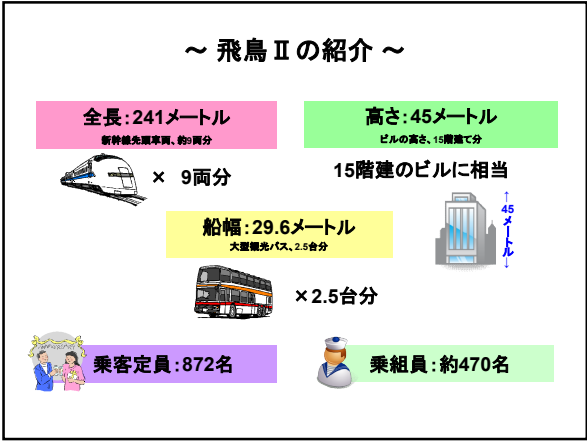 ～ 飛鳥Ⅱの紹介 ～
全長：241メートル
新幹線先頭車両、約9両分
× 9両分
高さ：45メートル
ビルの高さ、15階建て分
15階建のビルに相当
↑45メートル↓
船幅：29.6メートル
大型観光バス、2.5台分
×2.5台分
乗客定員：872名
乗組員：約470名